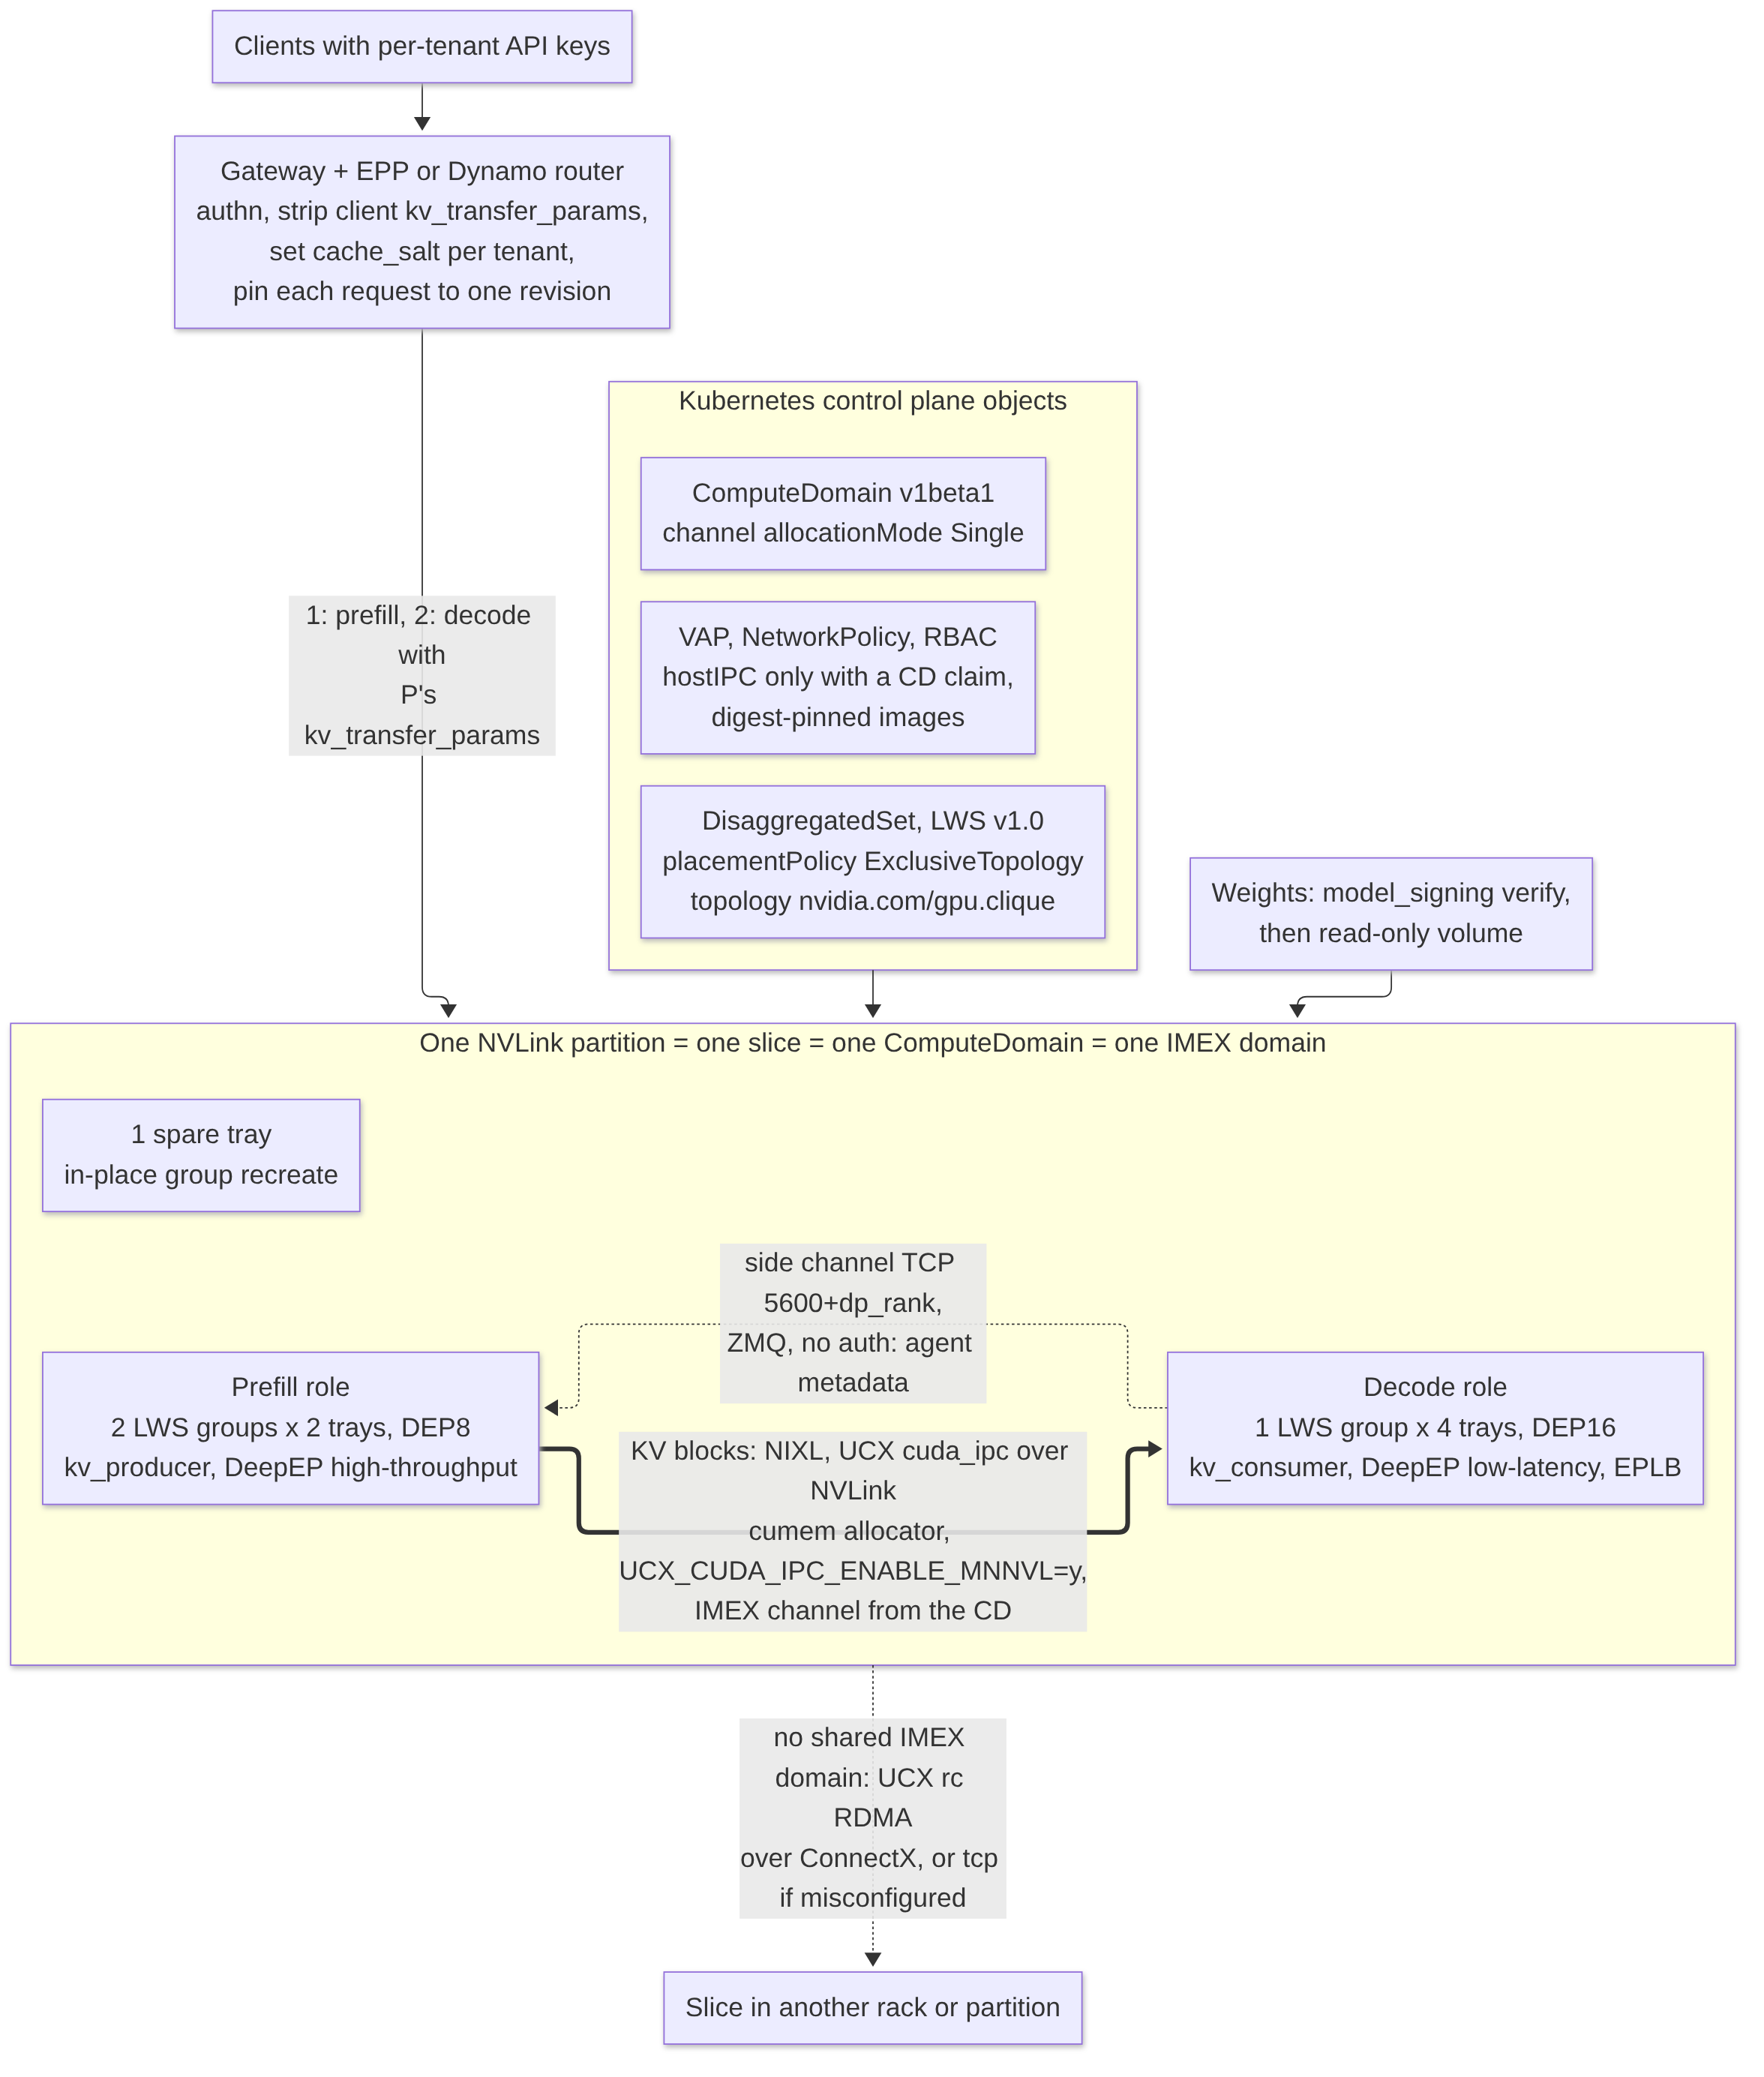 Clients with per-tenant API keys
Gateway + EPP or Dynamo router
authn, strip client kv_transfer_params,
set cache_salt per tenant,
pin each request to one revision
1: prefill, 2: decode
with
P's
kv_transfer_params
Kubernetes control plane objects
ComputeDomain v1beta1
channel allocationMode Single
VAP, NetworkPolicy, RBAC
hostIPC only with a CD claim,
digest-pinned images
DisaggregatedSet, LWS v1.0
placementPolicy ExclusiveTopology
topology nvidia.com/gpu.clique
Weights: model_signing verify,
then read-only volume
One NVLink partition = one slice = one ComputeDomain = one IMEX domain
1 spare tray
in-place group recreate
side channel TCP
5600+dp_rank,
ZMQ, no auth: agent
metadata
Prefill role
2 LWS groups x 2 trays, DEP8
kv_producer, DeepEP high-throughput
KV blocks: NIXL, UCX cuda_ipc over
NVLink
cumem allocator,
UCX_CUDA_IPC_ENABLE_MNNVL=y,
IMEX channel from the CD
Decode role
1 LWS group x 4 trays, DEP16
kv_consumer, DeepEP low-latency, EPLB
no shared IMEX
domain: UCX rc
RDMA
over ConnectX, or tcp
if misconfigured
Slice in another rack or partition